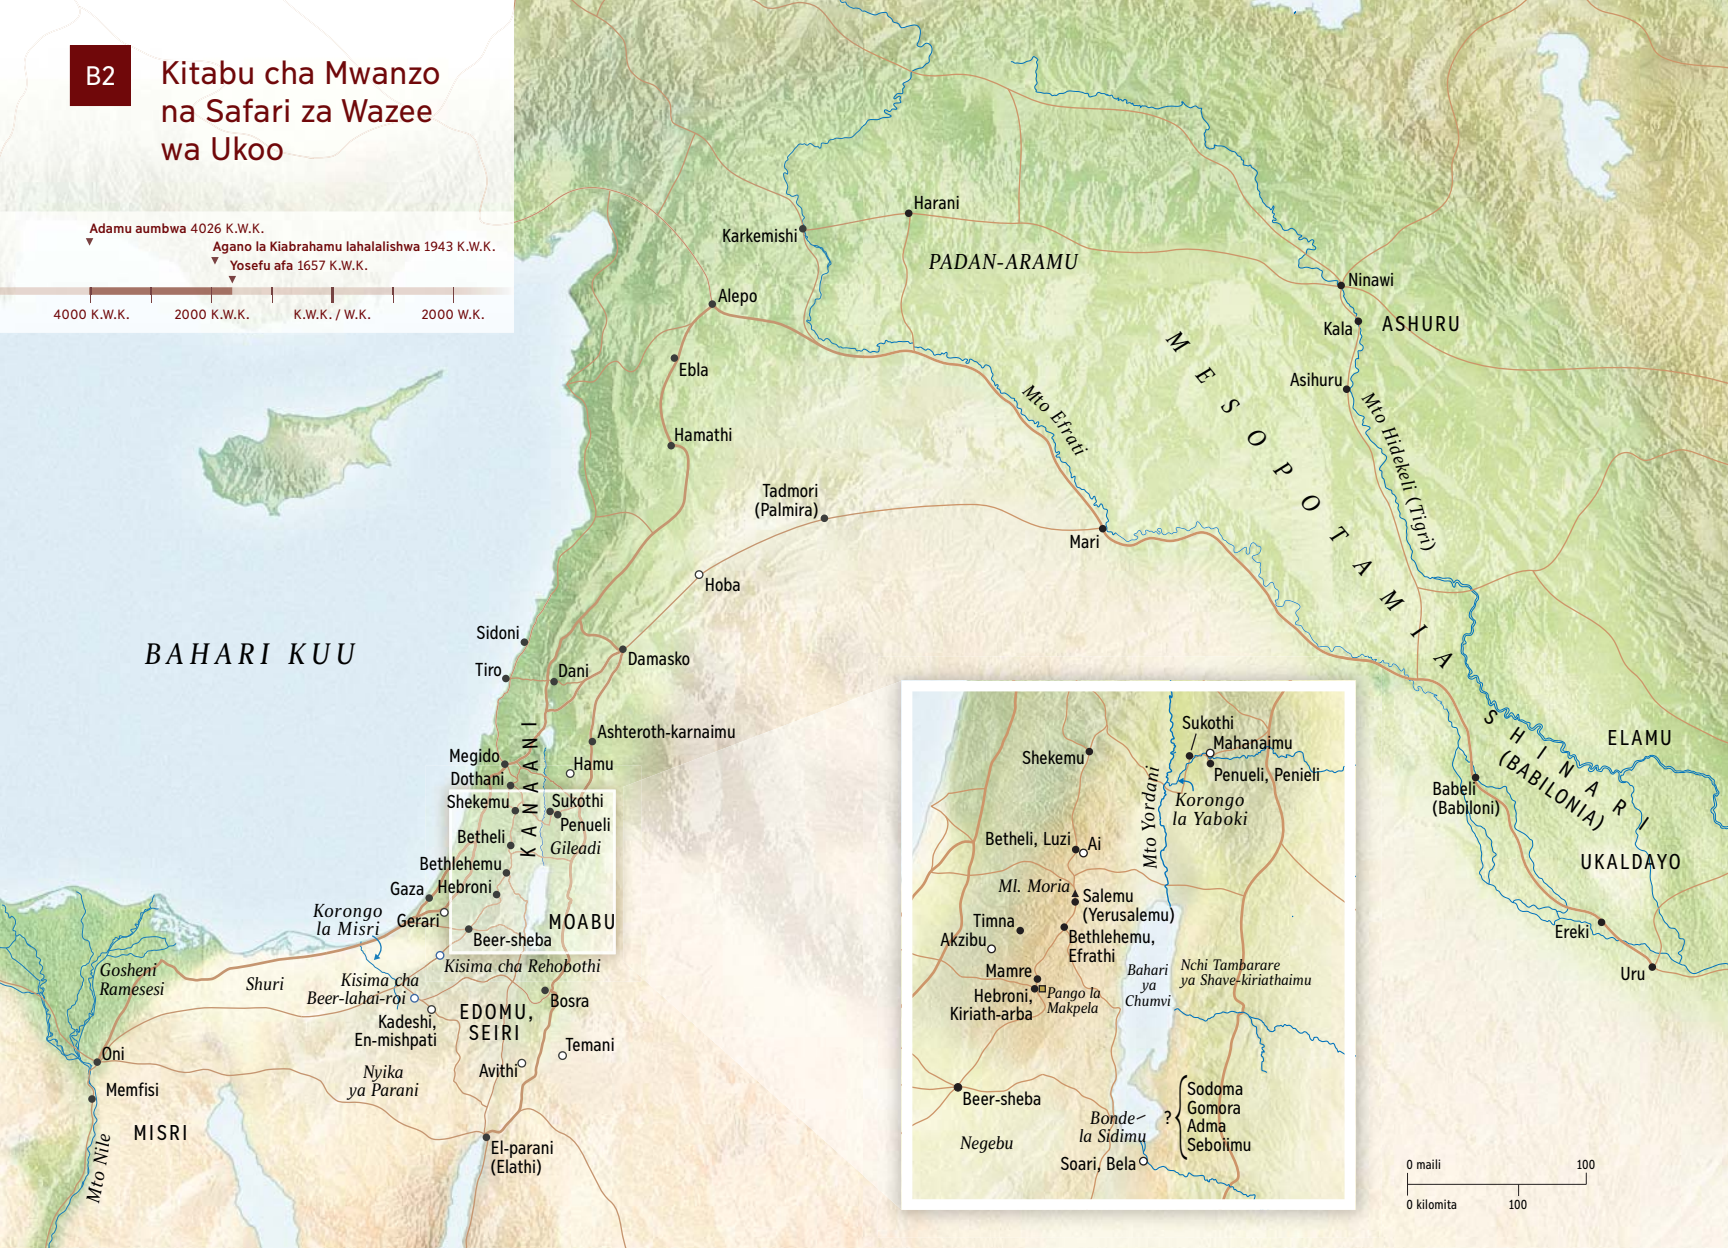 B2
Kitabu cha Mwanzo
na Safari za Wazee
wa Ukoo
Adamu aumbwa 4026 K.W.K.
Agano la Kiabrahamu lahalalishwa 1943 K.W.K.
Yosefu afa 1657 K.W.K.
4000 K.W.K.
2000 K.W.K.
K.W.K. / W.K.
2000 W.K.
Harani
Karkemishi
PADAN-ARAMU
Ninawi
Alepo
Kala
ASHURU
Ebla
Asihuru
MESOPOTAMIA
Mto Efrati
Mto Hidekeli (Tigri)
Hamathi
Tadmori
(Palmira)
Mari
Hoba
BAHARI KUU
Sidoni
Damasko
Tiro
Dani
KANAANI
Ashteroth-karnaimu
Megido
Hamu
Dothani
Shekemu
Sukothi
Penueli
Betheli
Gileadi
Bethlehemu
Gaza
Hebroni
Korongo
la Misri
Gerari
MOABU
Beer-sheba
Kisima cha Rehobothi
Gosheni
Ramesesi
Shuri
Kisima cha
Beer-lahai-roi
Bosra
Kadeshi,
En-mishpati
EDOMU,
SEIRI
Temani
Oni
Avithi
Nyika
ya Parani
Memfisi
MISRI
Mto Nile
El-parani
(Elathi)
SHINARI
(BABILONIA)
ELAMU
Babeli
(Babiloni)
UKALDAYO
Ereki
Uru
Sukothi
Mahanaimu
Shekemu
Penueli, Penieli
Mto Yordani
Korongo
la Yaboki
Betheli, Luzi
Ai
Ml. Moria
Salemu
(Yerusalemu)
Timna
Akzibu
Bethlehemu,
Efrathi
Mamre
Bahari
ya
Chumvi
Nchi Tambarare
ya Shave-kiriathaimu
Hebroni,
Kiriath-arba
Pango la
Makpela
Beer-sheba
Negebu
Bonde
la Sidimu
?
Sodoma
Gomora
Adma
Seboiimu
Soari, Bela
0 maili
100
0 kilomita
100